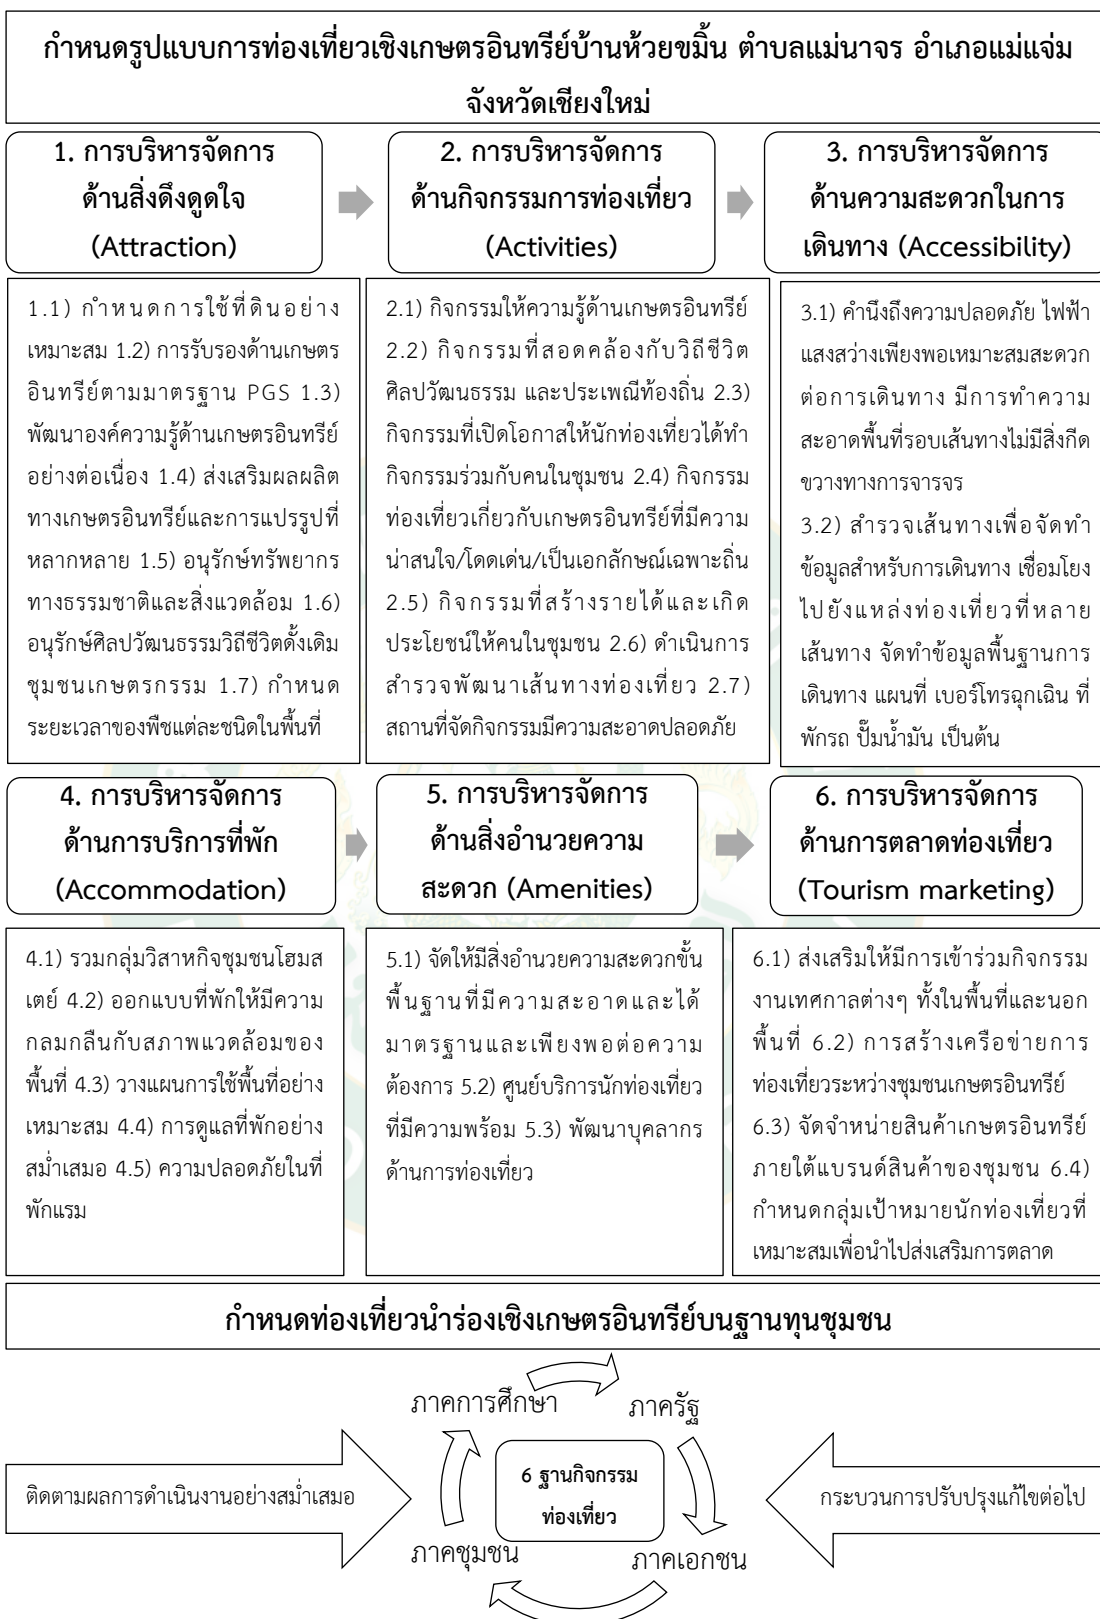 กำหนดรูปแบบการท่องเที่ยวเชิงเกษตรอินทรีย์บ้านห้วยขมิ้น ตำบลแม่นาจร อำเภอแม่แจ่ม
จังหวัดเชียงใหม่
1. การบริหารจัดการ
ด้านสิ่งดึงดูดใจ
(Attraction)
2. การบริหารจัดการ
ด้านกิจกรรมการท่องเที่ยว
(Activities)
3. การบริหารจัดการ
ด้านความสะดวกในการ
เดินทาง (Accessibility)
1.1) กำหนดการใช้ที่ดินอย่าง
เหมาะสม 1.2) การรับรองด้านเกษตร
อินทรีย์ตามมาตรฐาน PGS 1.3)
พัฒนาองค์ความรู้ด้านเกษตรอินทรีย์
อย่างต่อเนื่อง 1.4) ส่งเสริมผลผลิต
ทางเกษตรอินทรีย์และการแปรรูปที่
หลากหลาย 1.5) อนุรักษ์ทรัพยากร
ทางธรรมชาติและสิ่งแวดล้อม 1.6)
อนุรักษ์ศิลปวัฒนธรรมวิถีชีวิตดั้งเดิม
ชุมชนเกษตรกรรม 1.7) กำหนด
ระยะเวลาของพืชแต่ละชนิดในพื้นที่
2.1) กิจกรรมให้ความรู้ด้านเกษตรอินทรีย์
2.2) กิจกรรมที่สอดคล้องกับวิถีชีวิต
ศิลปวัฒนธรรม และประเพณีท้องถิ่น 2.3)
กิจกรรมที่เปิดโอกาสให้นักท่องเที่ยวได้ทำ
กิจกรรมร่วมกับคนในชุมชน 2.4) กิจกรรม
ท่องเที่ยวเกี่ยวกับเกษตรอินทรีย์ที่มีความ
น่าสนใจ/โดดเด่น/เป็นเอกลักษณ์เฉพาะถิ่น
2.5) กิจกรรมที่สร้างรายได้และเกิด
ประโยชน์ให้คนในชุมชน 2.6) ดำเนินการ
สำรวจพัฒนาเส้นทางท่องเที่ยว 2.7)
สถานที่จัดกิจกรรมมีความสะอาดปลอดภัย
3.1) คำนึงถึงความปลอดภัย ไฟฟ้า
แสงสว่างเพียงพอเหมาะสมสะดวก
ต่อการเดินทาง มีการทำความ
สะอาดพื้นที่รอบเส้นทางไม่มีสิ่งกีด
ขวางทางการจารจร
3.2) สำรวจเส้นทางเพื่อจัดทำ
ข้อมูลสำหรับการเดินทาง เชื่อมโยง
ไปยังแหล่งท่องเที่ยวที่หลาย
เส้นทาง จัดทำข้อมูลพื้นฐานการ
เดินทาง แผนที่ เบอร์โทรฉุกเฉิน ที่
พักรถ ปั๊มน้ำมัน เป็นต้น
4. การบริหารจัดการ
ด้านการบริการที่พัก
(Accommodation)
5. การบริหารจัดการ
ด้านสิ่งอำนวยความ
สะดวก (Amenities)
6. การบริหารจัดการ
ด้านการตลาดท่องเที่ยว
(Tourism marketing)
4.1) รวมกลุ่มวิสาหกิจชุมชนโฮมส
เตย์ 4.2) ออกแบบที่พักให้มีความ
กลมกลืนกับสภาพแวดล้อมของ
พื้นที่ 4.3) วางแผนการใช้พื้นที่อย่าง
เหมาะสม 4.4) การดูแลที่พักอย่าง
สม่ำเสมอ 4.5) ความปลอดภัยในที่
พักแรม
5.1) จัดให้มีสิ่งอำนวยความสะดวกขั้น
พื้นฐานที่มีความสะอาดและได้
มาตรฐานและเพียงพอต่อความ
ต้องการ 5.2) ศูนย์บริการนักท่องเที่ยว
ที่มีความพร้อม 5.3) พัฒนาบุคลากร
ด้านการท่องเที่ยว
6.1) ส่งเสริมให้มีการเข้าร่วมกิจกรรม
งานเทศกาลต่างๆ ทั้งในพื้นที่และนอก
พื้นที่ 6.2) การสร้างเครือข่ายการ
ท่องเที่ยวระหว่างชุมชนเกษตรอินทรีย์
6.3) จัดจำหน่ายสินค้าเกษตรอินทรีย์
ภายใต้แบรนด์สินค้าของชุมชน 6.4)
กำหนดกลุ่มเป้าหมายนักท่องเที่ยวที่
เหมาะสมเพื่อนำไปส่งเสริมการตลาด
กำหนดท่องเที่ยวนำร่องเชิงเกษตรอินทรีย์บนฐานทุนชุมชน
ภาคการศึกษา
ภาครัฐ
ติดตามผลการดำเนินงานอย่างสม่ำเสมอ
6 ฐานกิจกรรม
ท่องเที่ยว
กระบวนการปรับปรุงแก้ไขต่อไป
ภาคชุมชน
ภาคเอกชน